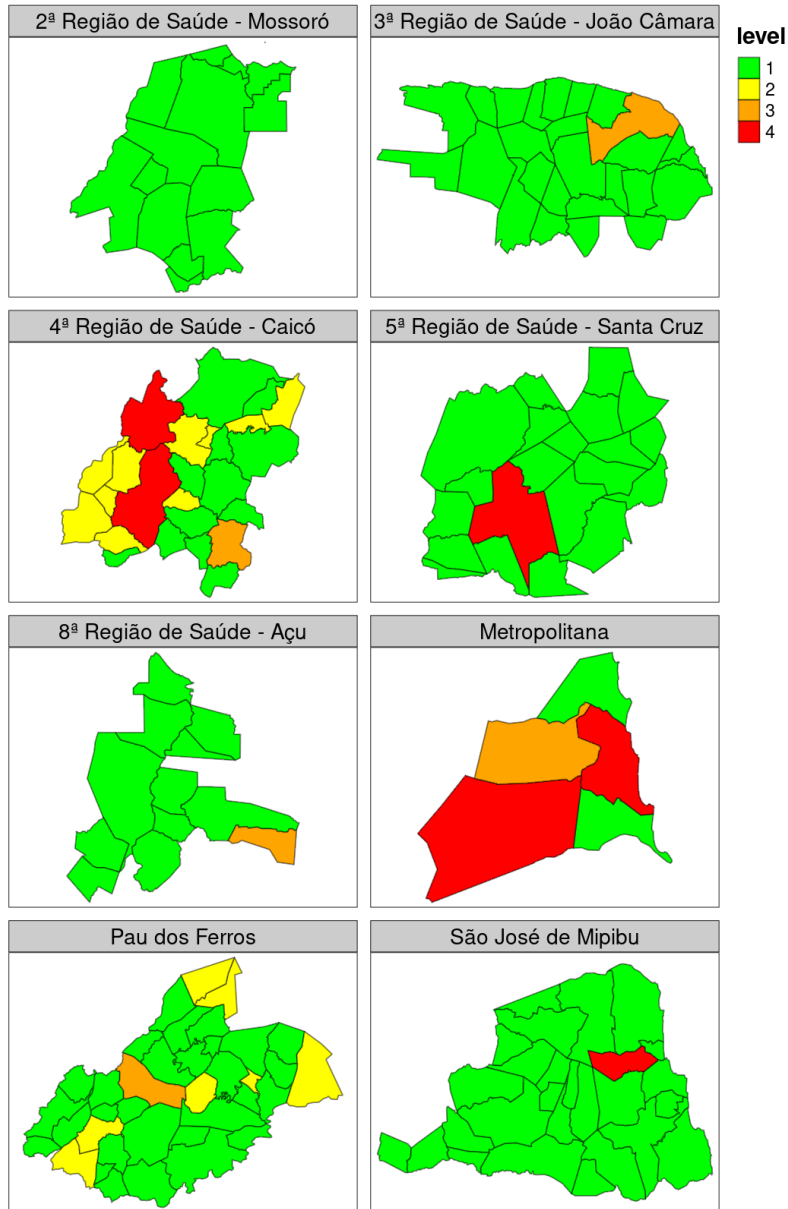 2ª Região de Saúde - Mossoró
3ª Região de Saúde - João Câmara
level
1
2
3
4
4ª Região de Saúde - Caicó
5ª Região de Saúde - Santa Cruz
8ª Região de Saúde - Açu
Metropolitana
Pau dos Ferros
São José de Mipibu